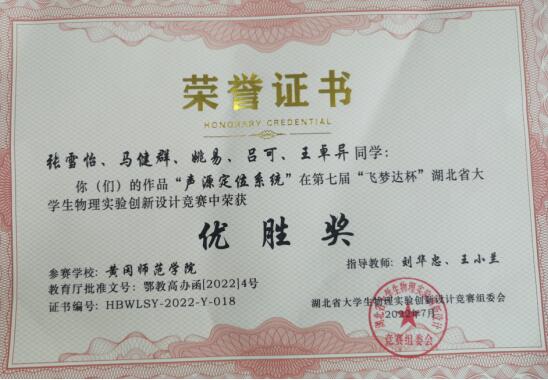 荣誉证书
HONORARY CREDENTIAL
张雪怡、马健群、姚易、吕可、王卓异同学：
你（们）的作品“声源定位系统”在第七届“飞梦达杯”湖北省大
学生物理实验创新设计竞赛中荣获
优胜奖
参赛学校：黄冈师范学院
指导教师：刘华忠、王小兰
教育厅批准文号：鄂教高办函[2022]4号
证书编号：HBWLSY-2022-Y-018
湖北省大学生物理实验创新设计竞赛组委会
2022年7月
竞赛组委会